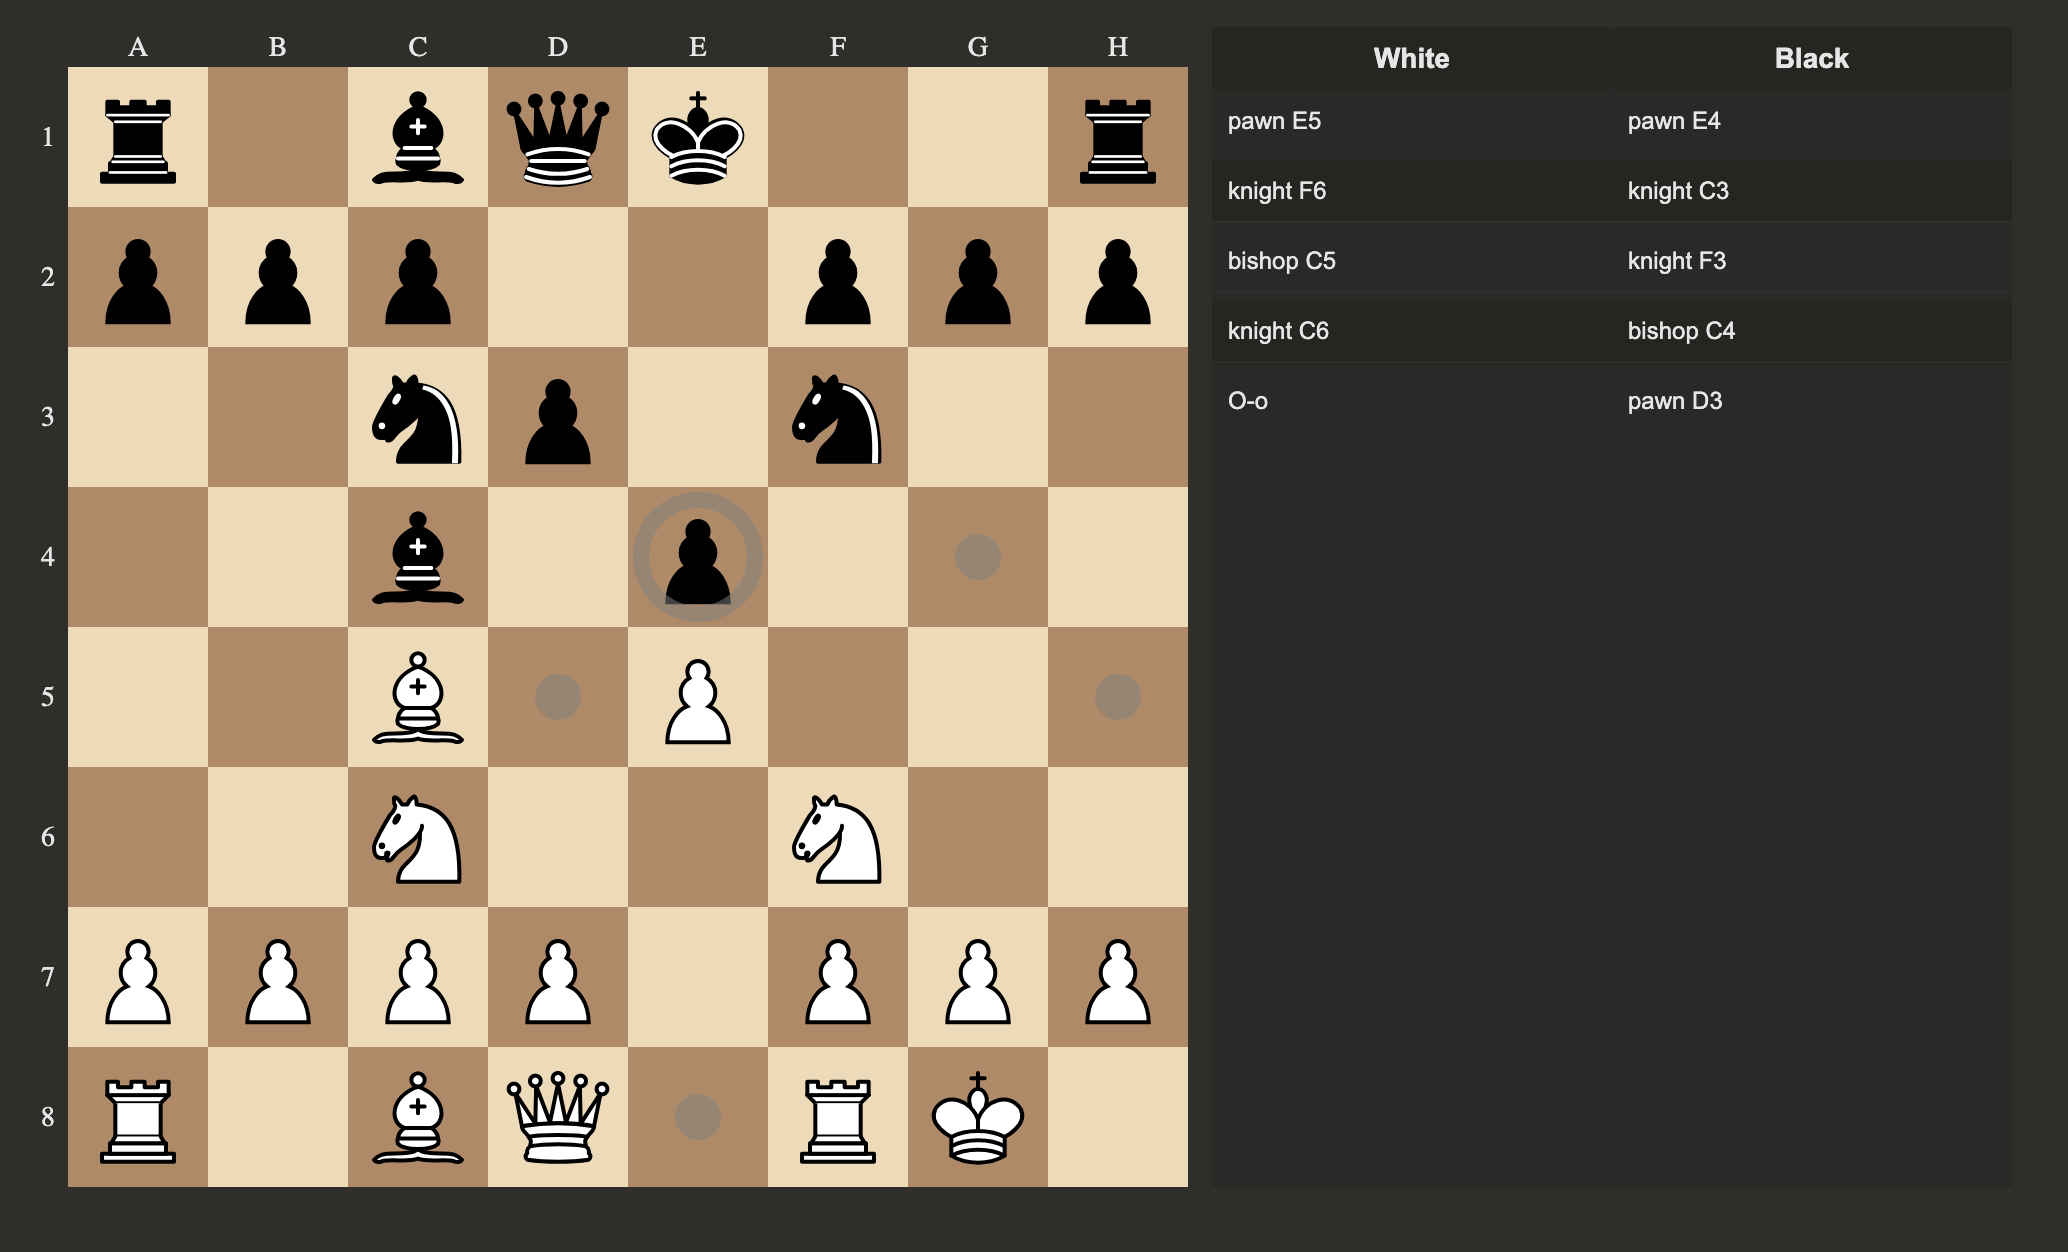 A B C D E F G H
1
2
3
4
5
6
7
8
White Black
pawn E5 pawn E4
knight F6 knight C3
bishop C5 knight F3
knight C6 bishop C4
O-o pawn D3